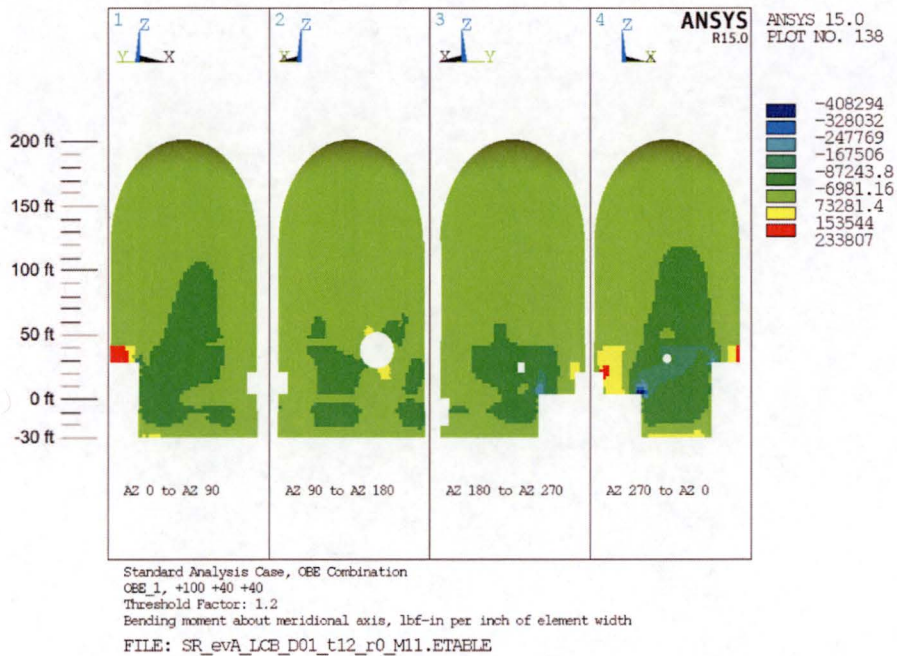 1 Z Y X
2 Z X
3 Z X Y
4 Z X
ANSYS
R15.0
ANSYS 15.0
PLOT NO. 138
-408294
-328032
-247769
-167506
-87243.8
-6981.16
73281.4
153544
233807
200 ft
150 ft
100 ft
50 ft
0 ft
-30 ft
AZ 0 to AZ 90
AZ 90 to AZ 180
AZ 180 to AZ 270
AZ 270 to AZ 0
Standard Analysis Case, OBE Combination
OBE_1, +100 +40 +40
Threshold Factor: 1.2
Bending moment about meridional axis, lbf-in per inch of element width
FILE: SR_evA_LCB_D01_t12_r0_M11.ETABLE